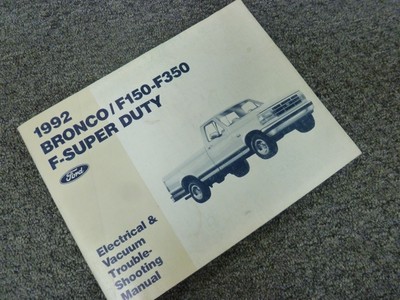 1992
BRONCO/F150-F350
F-SUPER DUTY
Ford
Electrical &
Vacuum
Trouble-
Shooting
Manual